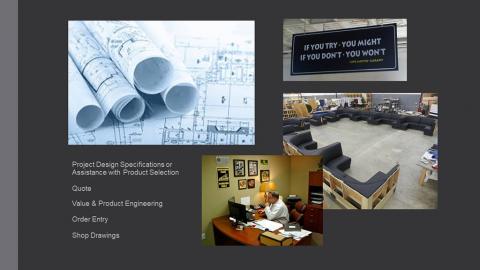 IF YOU TRY - YOU MIGHT
IF YOU DON'T - YOU WON'T
Project Design Specifications or
Assistance with Product Selection
Quote
Value & Product Engineering
Order Entry
Shop Drawings